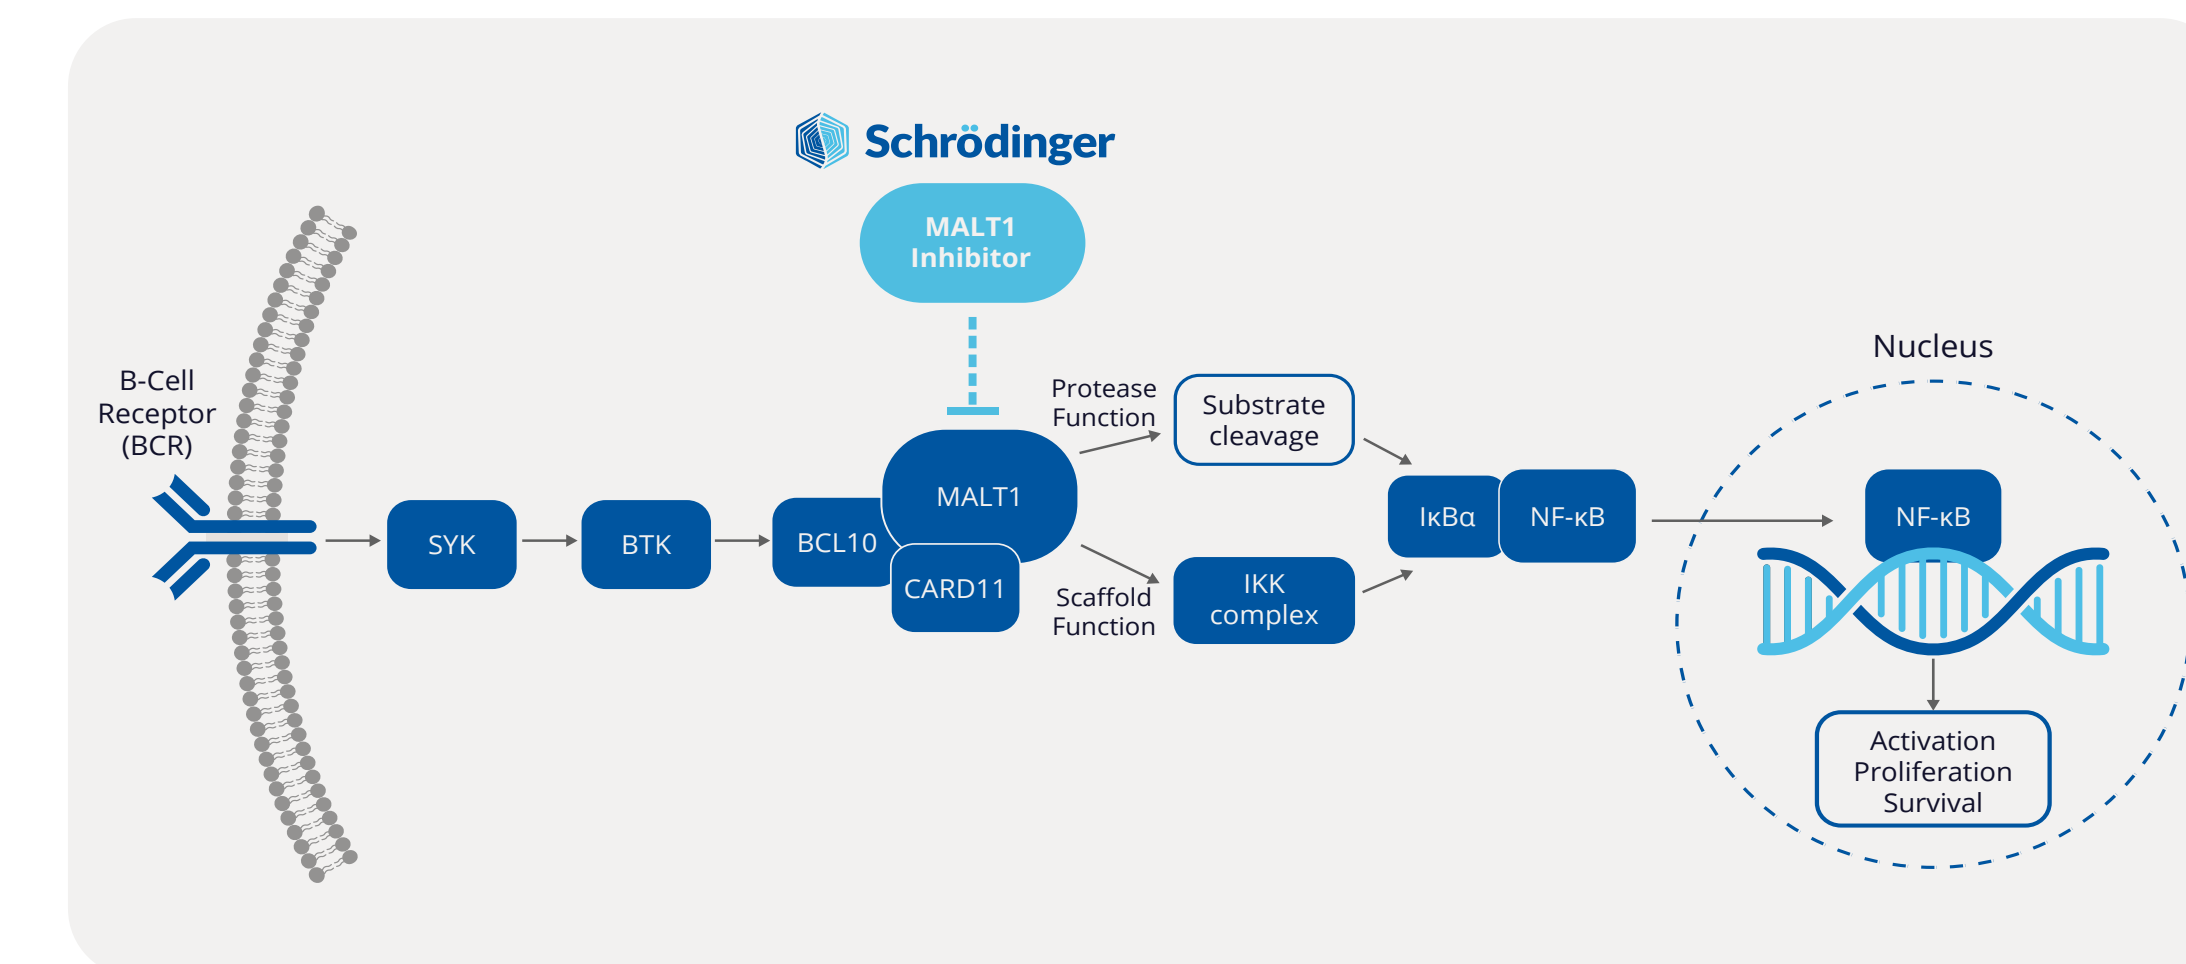 Schrödinger
MALT1
Inhibitor
B-Cell
Receptor
(BCR)
SYK
BTK
BCL10
MALT1
CARD11
Protease
Function
Substrate
cleavage
Scaffold
Function
IKK
complex
IκBα
NF-κB
Nucleus
NF-κB
Activation
Proliferation
Survival